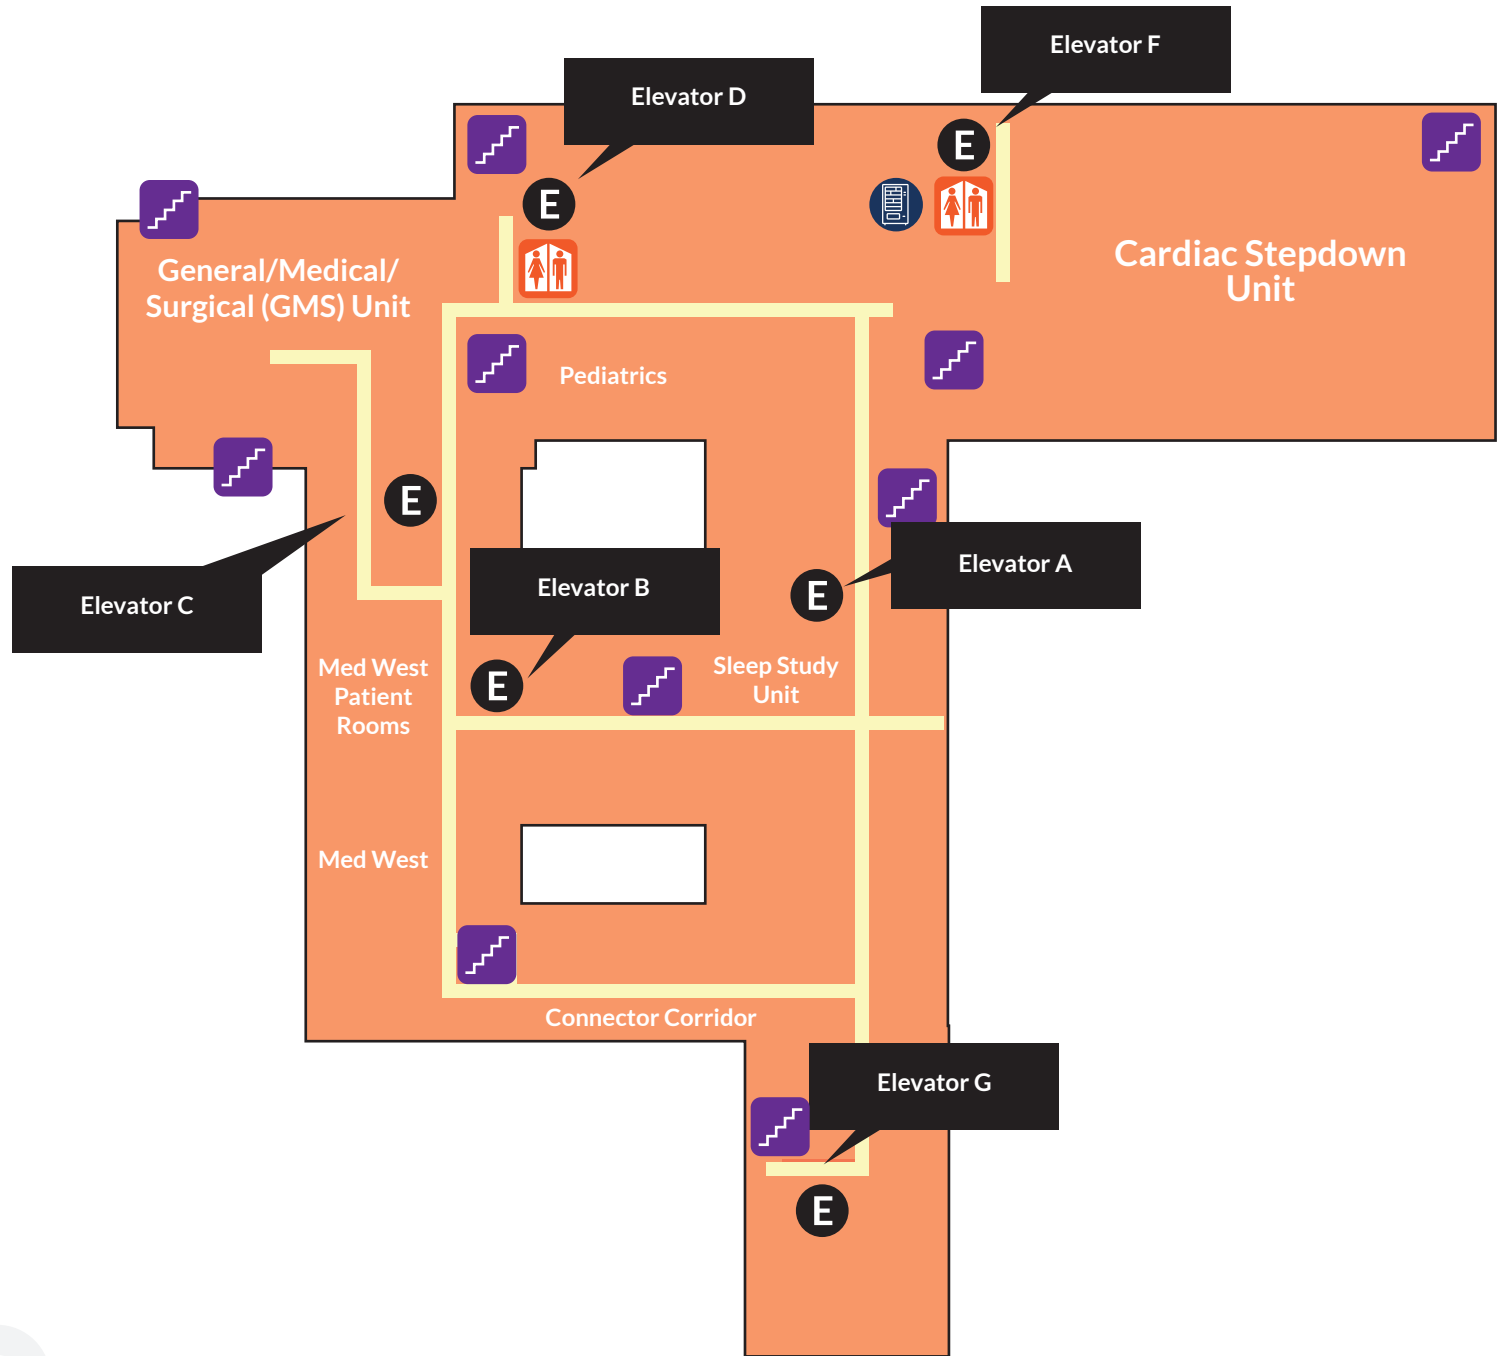 Elevator F
Elevator D
E
E
Cardiac Stepdown
Unit
General/Medical/
Surgical (GMS) Unit
Pediatrics
E
Elevator A
Elevator B
E
Elevator C
Med West
Patient
Rooms
E
Sleep Study
Unit
Med West
Connector Corridor
Elevator G
E